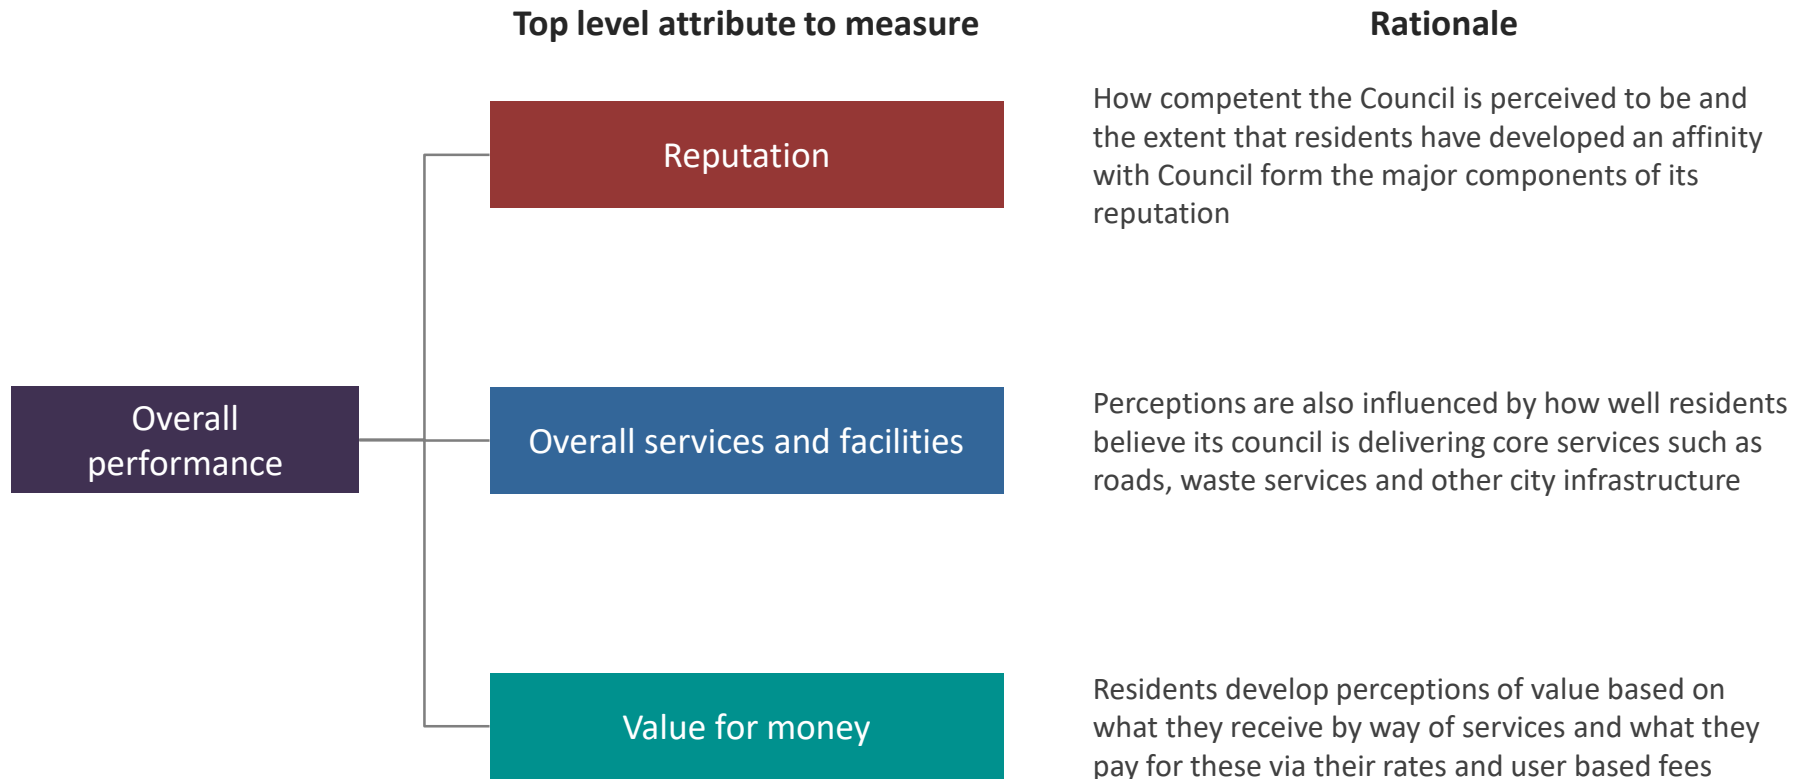 Top level attribute to measure
Rationale
Reputation
How competent the Council is perceived to be and
the extent that residents have developed an affinity
with Council form the major components of its
reputation
Overall
performance
Overall services and facilities
Perceptions are also influenced by how well residents
believe its council is delivering core services such as
roads, waste services and other city infrastructure
Value for money
Residents develop perceptions of value based on
what they receive by way of services and what they
pay for these via their rates and user based fees